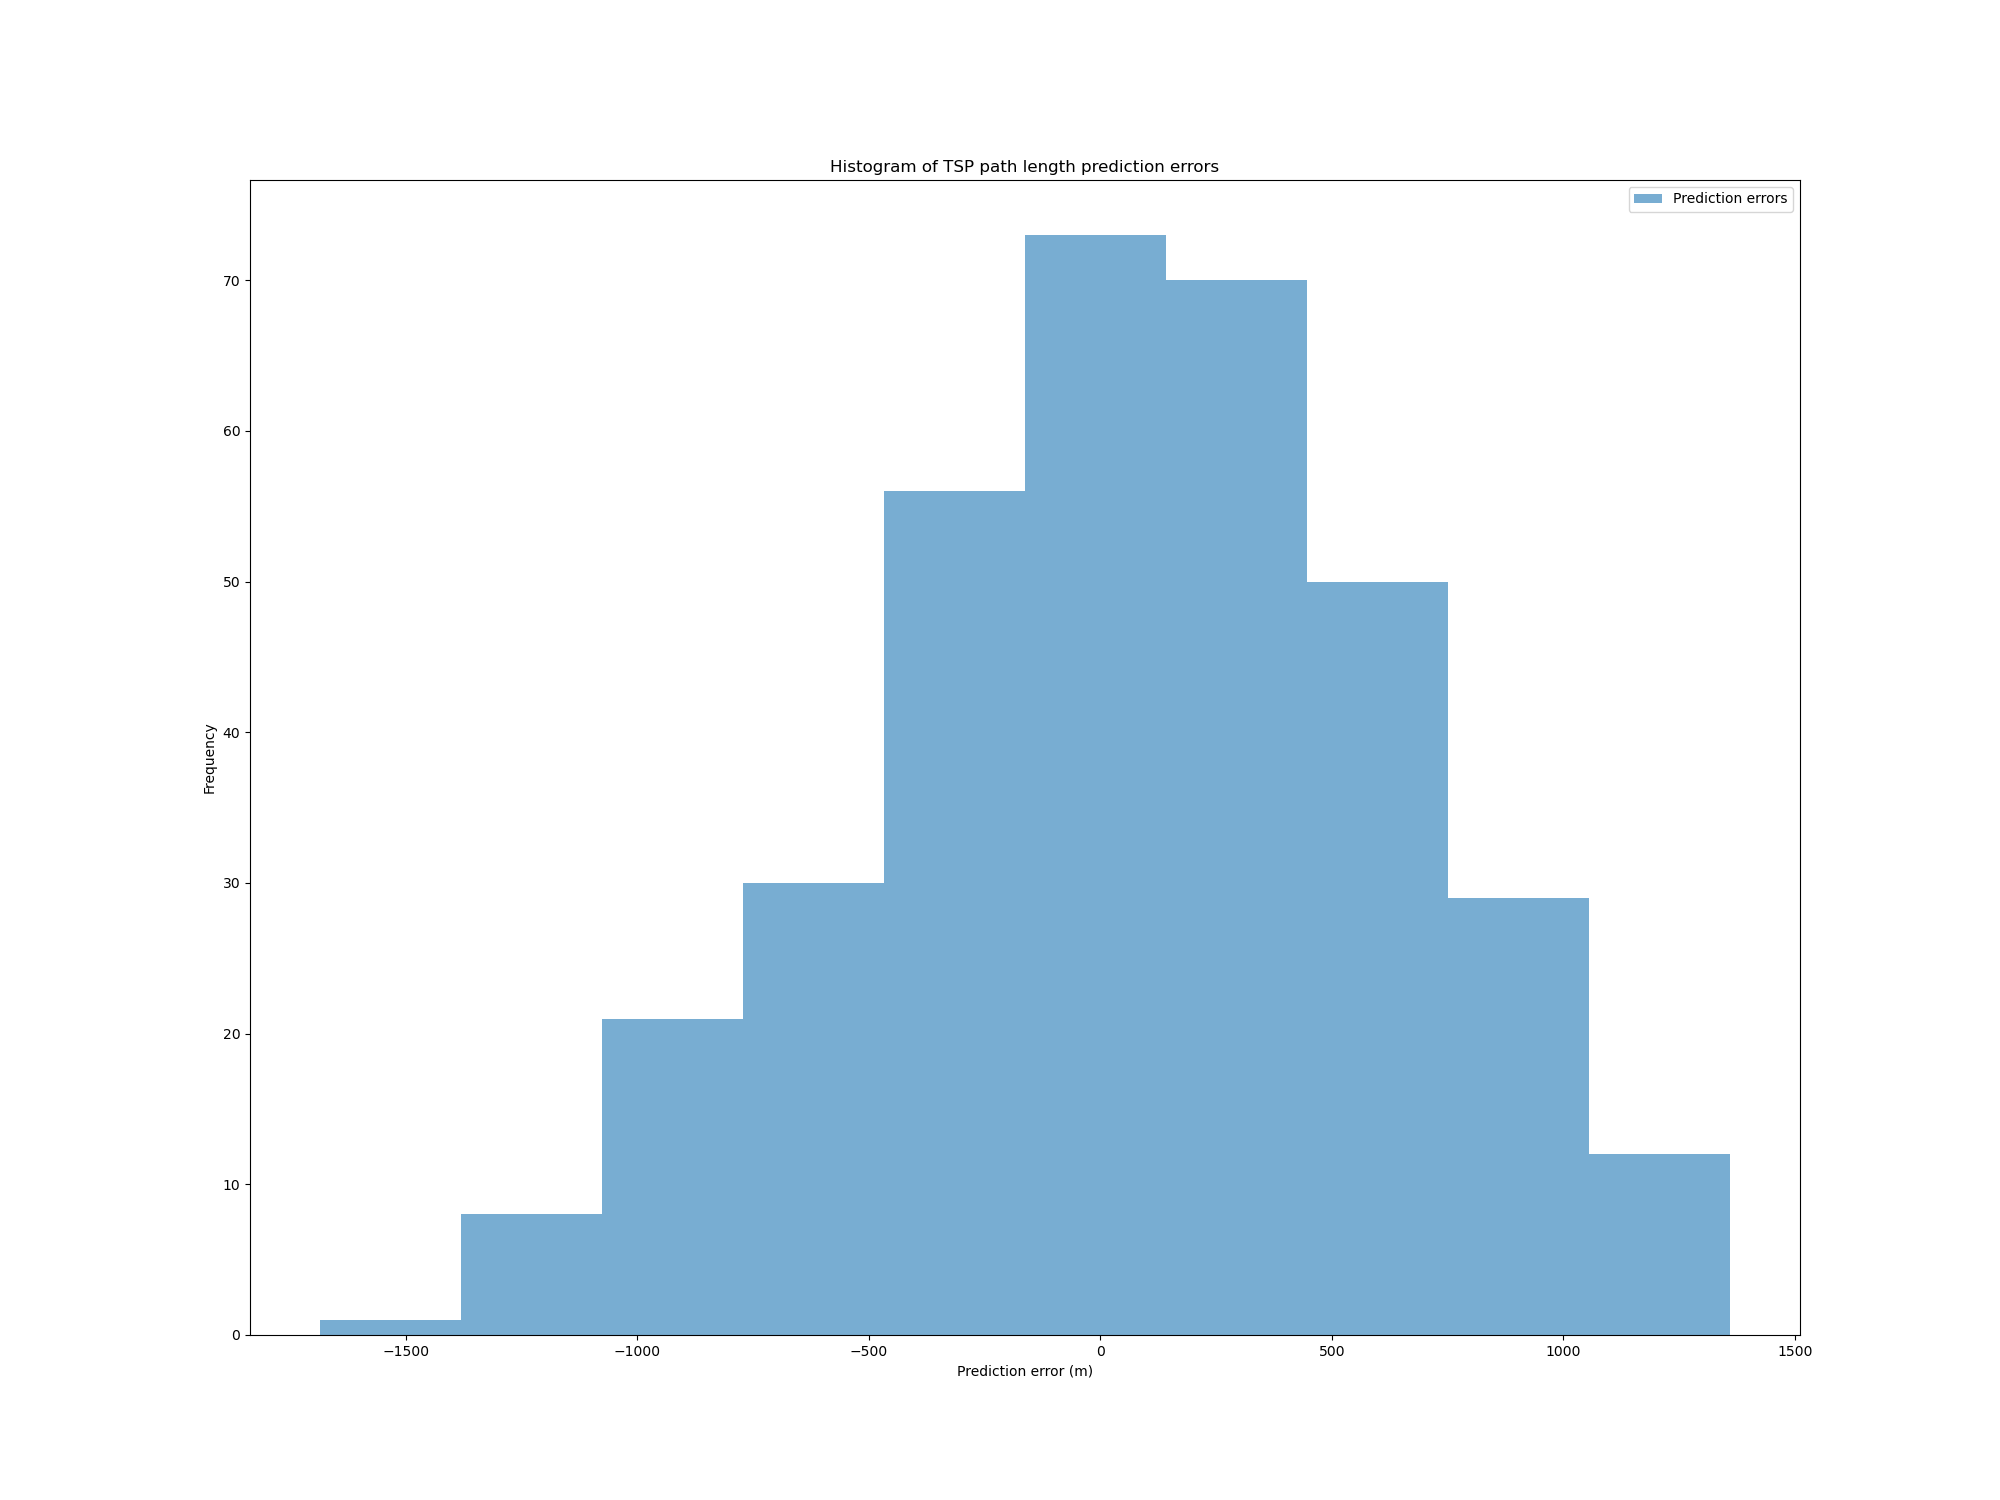 Histogram of TSP path length prediction errors
Prediction errors
70
60
50
40
30
20
10
0
Frequency
−1500 −1000 −500 0 500 1000 1500
Prediction error (m)